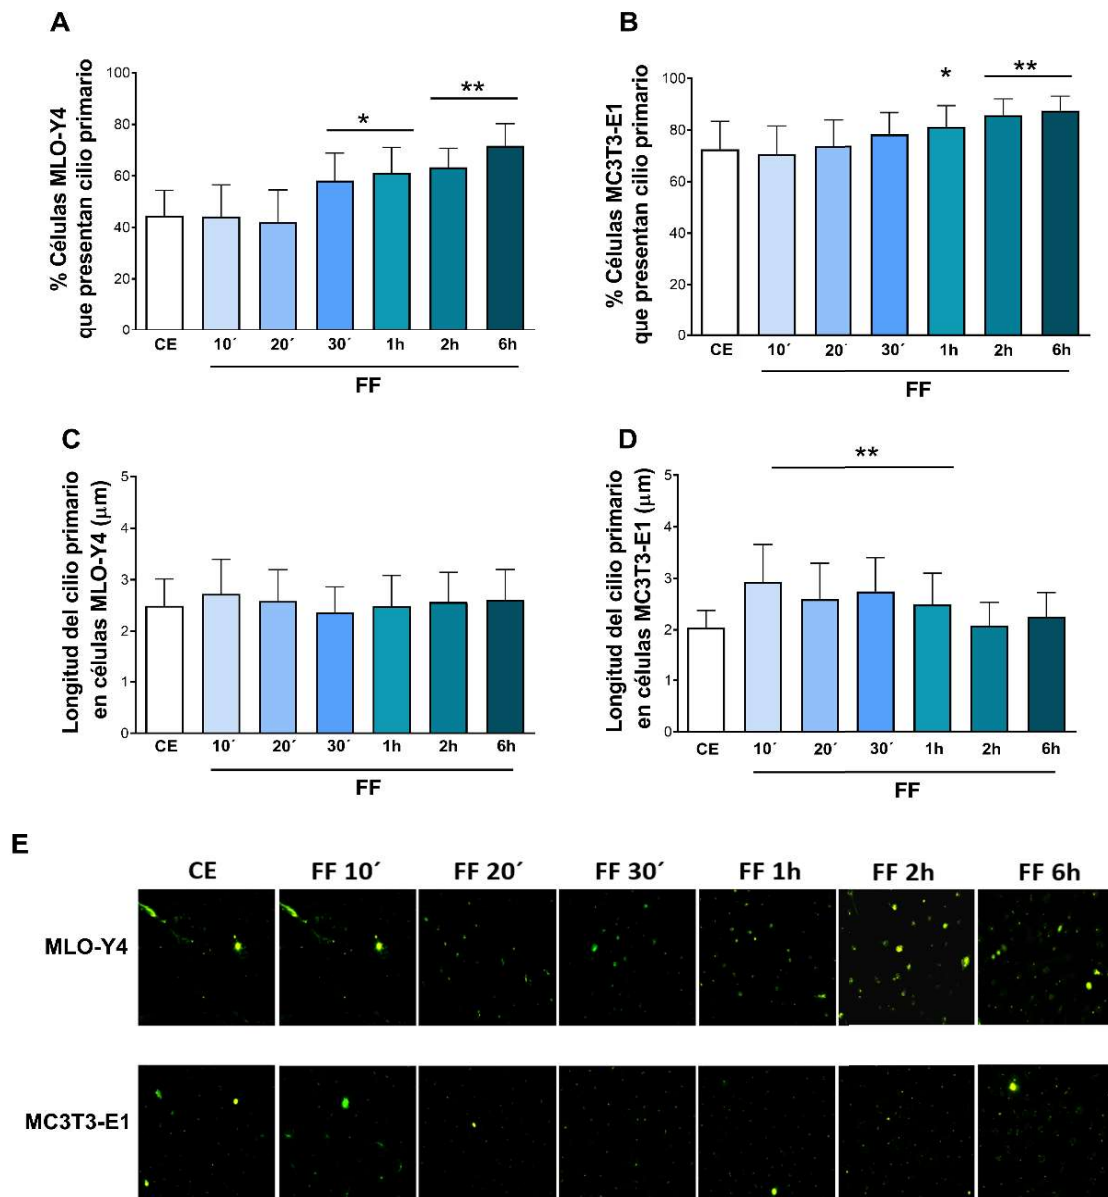 A
% Células MLO-Y4
que presentan cilio primario
100
80
60
40
20
0
*
**
CE 10´ 20´ 30´ 1h 2h 6h
FF
B
% Células MC3T3-E1
que presentan cilio primario
100
80
60
40
20
0
*
**
CE 10´ 20´ 30´ 1h 2h 6h
FF
C
Longitud del cilio primario
en células MLO-Y4 (µm)
5
4
3
2
1
0
CE 10´ 20´ 30´ 1h 2h 6h
FF
D
Longitud del cilio primario
en células MC3T3-E1 (µm)
5
4
3
2
1
0
**
CE 10´ 20´ 30´ 1h 2h 6h
FF
E
CE FF 10´ FF 20´ FF 30´ FF 1h FF 2h FF 6h
MLO-Y4
MC3T3-E1